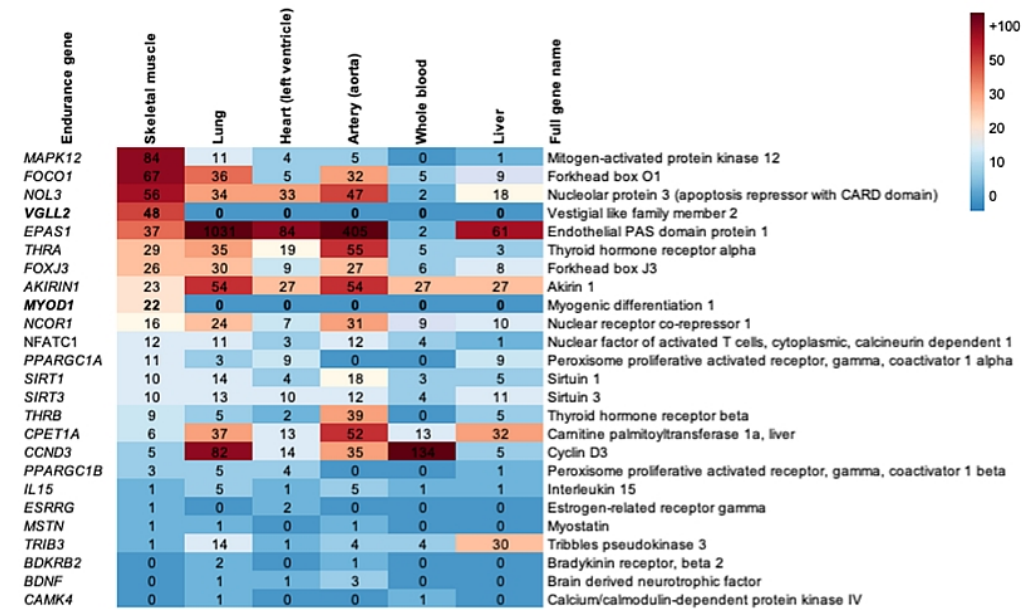 Endurance gene Skeletal muscle Lung Heart (left ventricle) Artery (aorta) Whole blood Liver Full gene name
+100
50
30
20
10
0
MAPK12 84 11 4 5 0 1 Mitogen-activated protein kinase 12
FOCO1 67 36 5 32 5 9 Forkhead box O1
NOL3 56 34 33 47 2 18 Nucleolar protein 3 (apoptosis repressor with CARD domain)
VGLL2 48 0 0 0 0 0 Vestigial like family member 2
EPAS1 37 1031 84 405 2 61 Endothelial PAS domain protein 1
THRA 29 35 19 55 5 3 Thyroid hormone receptor alpha
FOXJ3 26 30 9 27 6 8 Forkhead box J3
AKIRIN1 23 54 27 54 27 27 Akirin 1
MYOD1 22 0 0 0 0 0 Myogenic differentiation 1
NCOR1 16 24 7 31 9 10 Nuclear receptor co-repressor 1
NFATC1 12 11 3 12 4 1 Nuclear factor of activated T cells, cytoplasmic, calcineurin dependent 1
PPARGC1A 11 3 9 0 0 9 Peroxisome proliferative activated receptor, gamma, coactivator 1 alpha
SIRT1 10 14 4 18 3 5 Sirtuin 1
SIRT3 10 13 10 12 4 11 Sirtuin 3
THRB 9 5 2 39 0 5 Thyroid hormone receptor beta
CPET1A 6 37 13 52 13 32 Carnitine palmitoyltransferase 1a, liver
CCND3 5 82 14 35 134 5 Cyclin D3
PPARGC1B 3 5 4 0 0 1 Peroxisome proliferative activated receptor, gamma, coactivator 1 beta
IL15 1 5 1 5 1 1 Interleukin 15
ESRRG 1 0 2 0 0 0 Estrogen-related receptor gamma
MSTN 1 1 0 1 0 0 Myostatin
TRIB3 1 14 1 4 4 30 Tribbles pseudokinase 3
BDKRB2 0 2 0 1 0 0 Bradykinin receptor, beta 2
BDNF 0 1 1 3 0 0 Brain derived neurotrophic factor
CAMK4 0 1 0 0 1 0 Calcium/calmodulin-dependent protein kinase IV